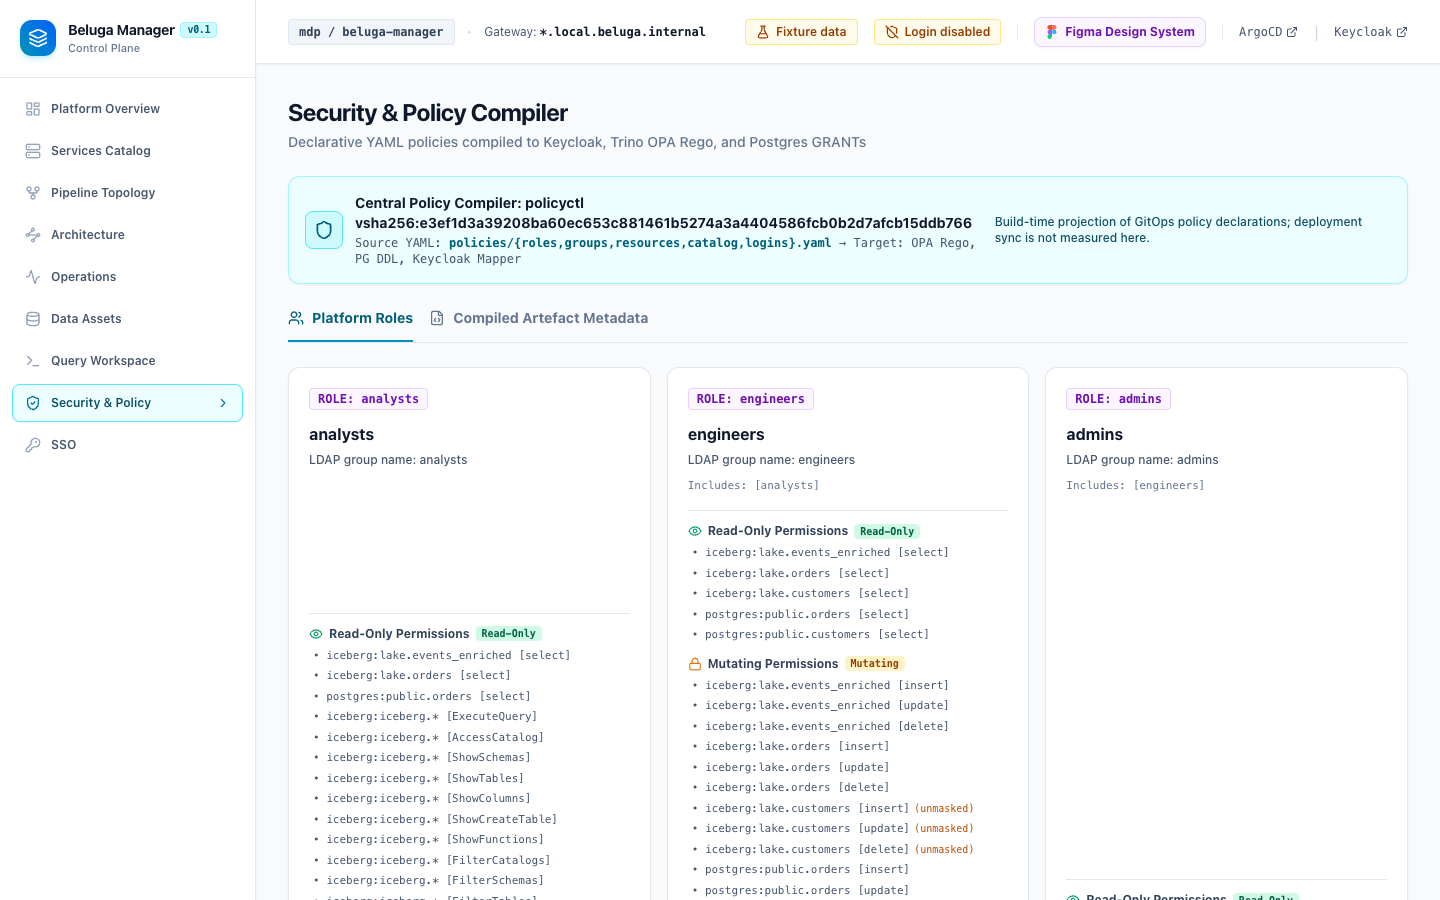 Beluga Manager v0.1
Control Plane
mdp / beluga-manager
Gateway: *.local.beluga.internal
Fixture data
Login disabled
Figma Design System
ArgoCD
Keycloak
Platform Overview
Services Catalog
Pipeline Topology
Architecture
Operations
Data Assets
Query Workspace
Security & Policy
SSO
Security & Policy Compiler
Declarative YAML policies compiled to Keycloak, Trino OPA Rego, and Postgres GRANTs
Central Policy Compiler: policyctl
vsha256:e3ef1d3a39208ba60ec653c881461b5274a3a4404586fcb0b2d7afcb15ddb766
Source YAML: policies/{roles,groups,resources,catalog,logins}.yaml → Target: OPA Rego,
PG DDL, Keycloak Mapper
Build-time projection of GitOps policy declarations; deployment
sync is not measured here.
Platform Roles
Compiled Artefact Metadata
ROLE: analysts
analysts
LDAP group name: analysts
Read-Only Permissions Read-Only
• iceberg:lake.events_enriched [select]
• iceberg:lake.orders [select]
• postgres:public.orders [select]
• iceberg:iceberg.* [ExecuteQuery]
• iceberg:iceberg.* [AccessCatalog]
• iceberg:iceberg.* [ShowSchemas]
• iceberg:iceberg.* [ShowTables]
• iceberg:iceberg.* [ShowColumns]
• iceberg:iceberg.* [ShowCreateTable]
• iceberg:iceberg.* [ShowFunctions]
• iceberg:iceberg.* [FilterCatalogs]
• iceberg:iceberg.* [FilterSchemas]
• iceberg:iceberg.* [FilterTables]
ROLE: engineers
engineers
LDAP group name: engineers
Includes: [analysts]
Read-Only Permissions Read-Only
• iceberg:lake.events_enriched [select]
• iceberg:lake.orders [select]
• iceberg:lake.customers [select]
• postgres:public.orders [select]
• postgres:public.customers [select]
Mutating Permissions Mutating
• iceberg:lake.events_enriched [insert]
• iceberg:lake.events_enriched [update]
• iceberg:lake.events_enriched [delete]
• iceberg:lake.orders [insert]
• iceberg:lake.orders [update]
• iceberg:lake.orders [delete]
• iceberg:lake.customers [insert] (unmasked)
• iceberg:lake.customers [update] (unmasked)
• iceberg:lake.customers [delete] (unmasked)
• postgres:public.orders [insert]
• postgres:public.orders [update]
ROLE: admins
admins
LDAP group name: admins
Includes: [engineers]
Read-Only Permissions Read-Only